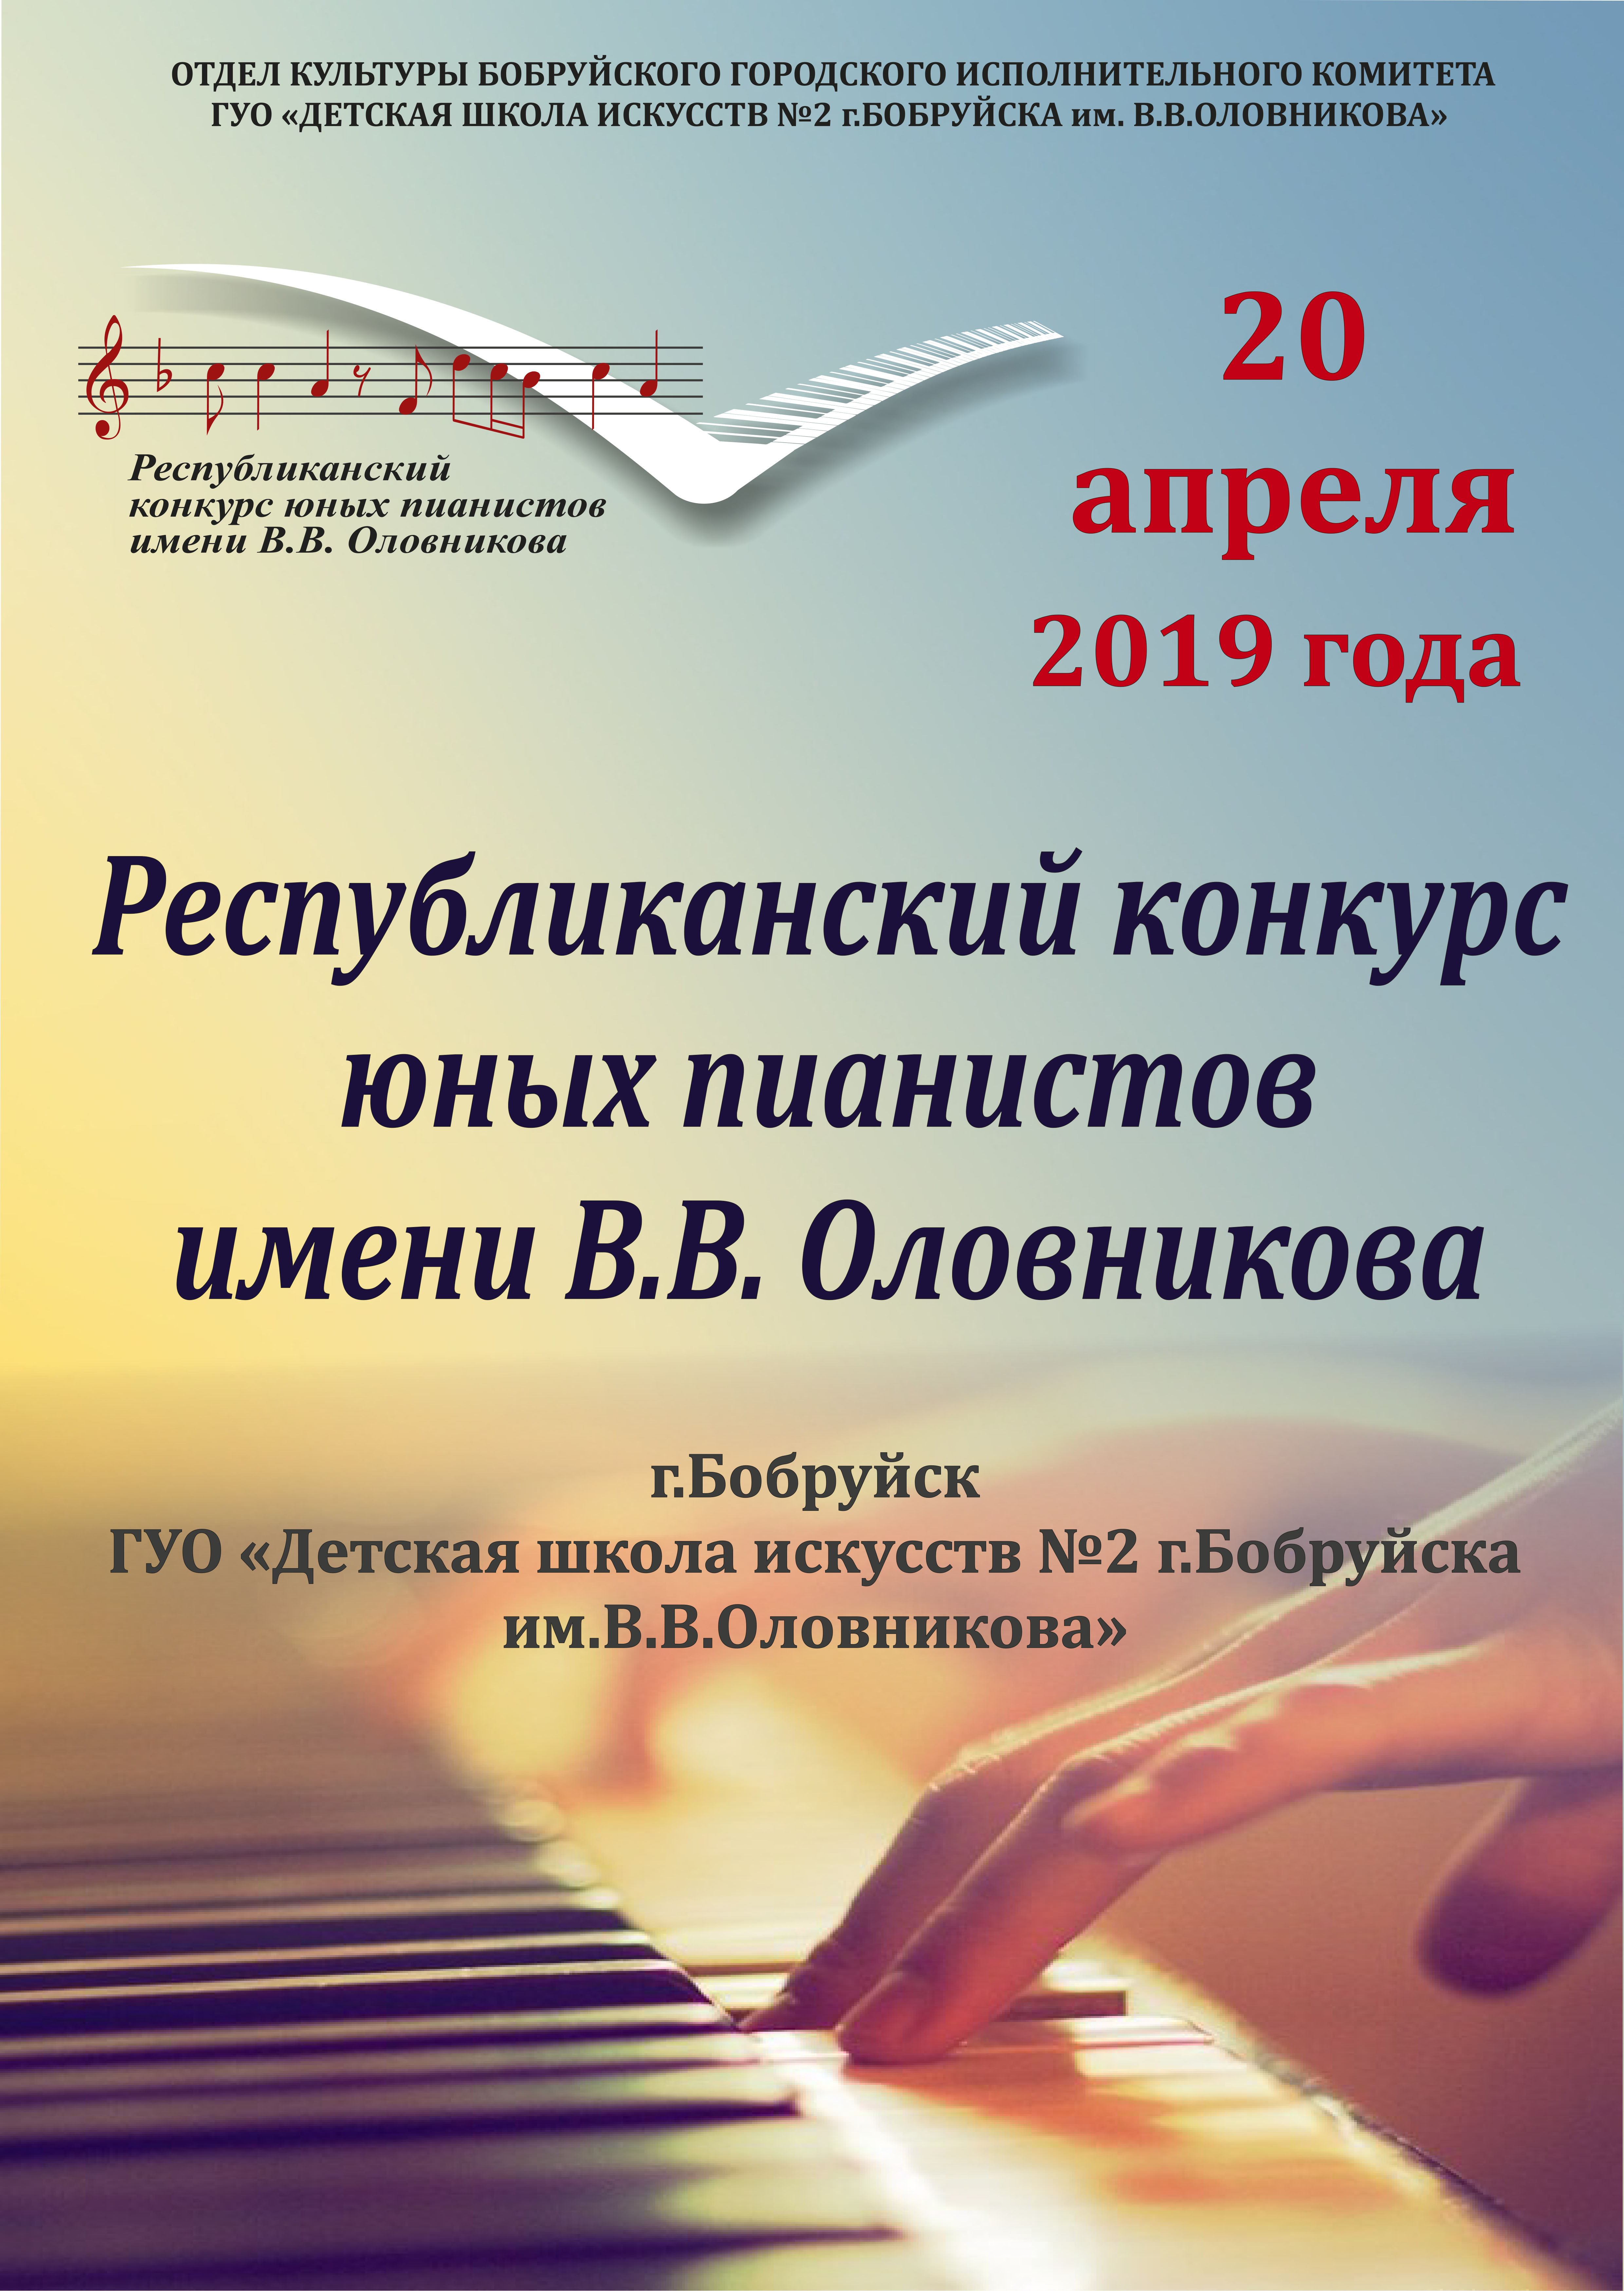 ОТДЕЛ КУЛЬТУРЫ БОБРУЙСКОГО ГОРОДСКОГО ИСПОЛНИТЕЛЬНОГО КОМИТЕТА
ГУО «ДЕТСКАЯ ШКОЛА ИСКУССТВ №2 г.БОБРУЙСКА им. В.В.ОЛОВНИКОВА»
Республиканский
конкурс юных пианистов
имени В.В. Оловникова
20
апреля
2019 года
Республиканский конкурс
юных пианистов
имени В.В. Оловникова
г.Бобруйск
ГУО «Детская школа искусств №2 г.Бобруйска
им.В.В.Оловникова»